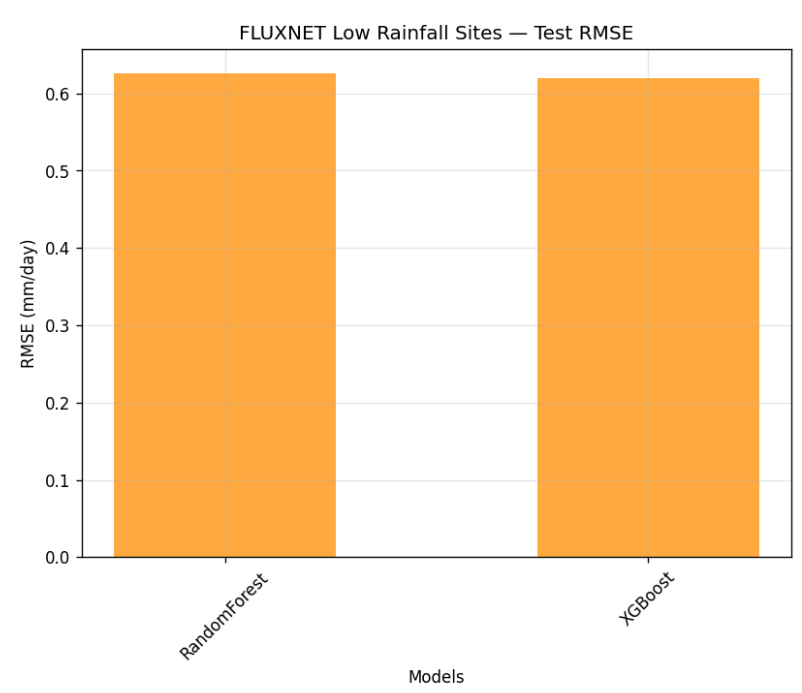 FLUXNET Low Rainfall Sites — Test RMSE
RMSE (mm/day)
0.6
0.5
0.4
0.3
0.2
0.1
0.0
RandomForest
XGBoost
Models